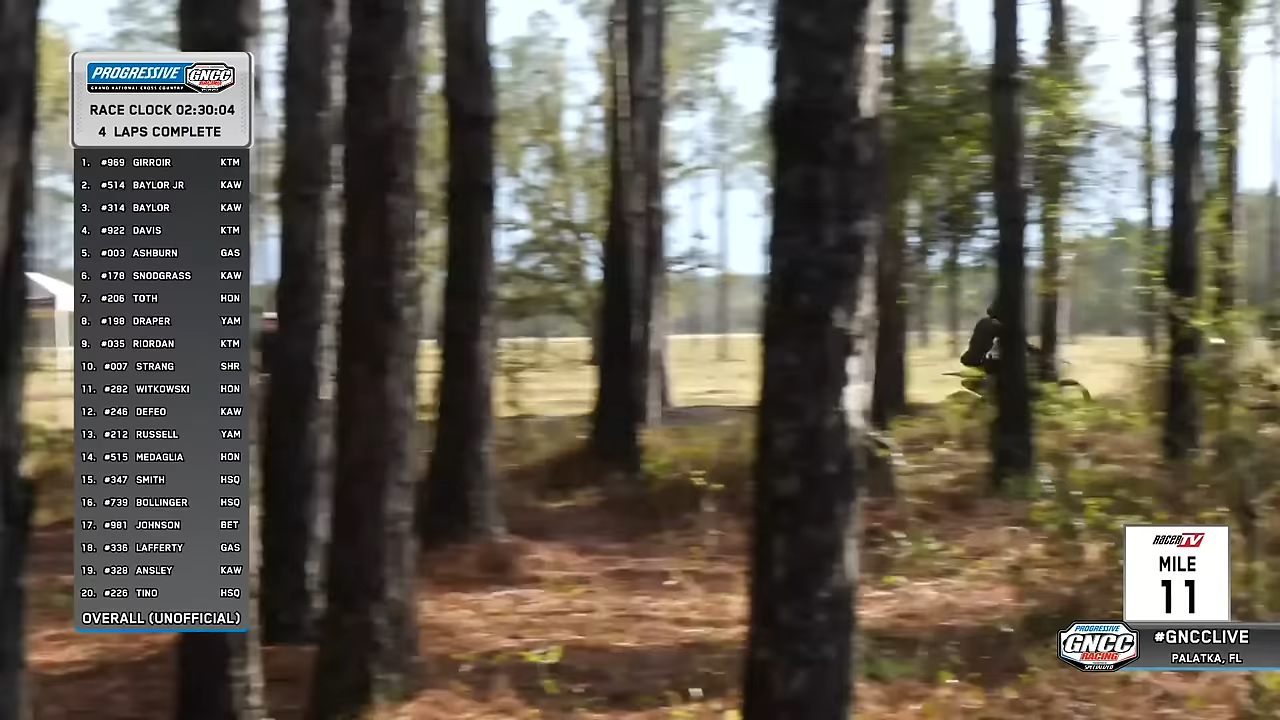 PROGRESSIVE GNCC RACING
GRAND NATIONAL CROSS COUNTRY
RACE CLOCK 02:30:04
4 LAPS COMPLETE
1. #969 GIRROIR KTM
2. #514 BAYLOR JR KAW
3. #314 BAYLOR KAW
4. #922 DAVIS KTM
5. #003 ASHBURN GAS
6. #178 SNODGRASS KAW
7. #206 TOTH HON
8. #198 DRAPER YAM
9. #035 RIORDAN KTM
10. #007 STRANG SHR
11. #282 WITKOWSKI HON
12. #246 DEFEO KAW
13. #212 RUSSELL YAM
14. #515 MEDAGLIA HON
15. #347 SMITH HSQ
16. #739 BOLLINGER HSQ
17. #981 JOHNSON BET
18. #336 LAFFERTY GAS
19. #328 ANSLEY KAW
20. #226 TINO HSQ
OVERALL (UNOFFICIAL)
RACER TV
MILE
11
PROGRESSIVE
GNCC
RACING
SPECIALIZED
#GNCCLIVE
PALATKA, FL